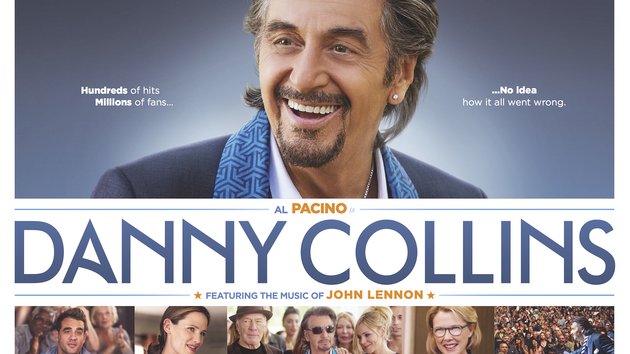 Hundreds of hits
Millions of fans...
...No idea
how it all went wrong.
AL PACINO is
DANNY COLLINS
★ FEATURING THE MUSIC OF JOHN LENNON ★